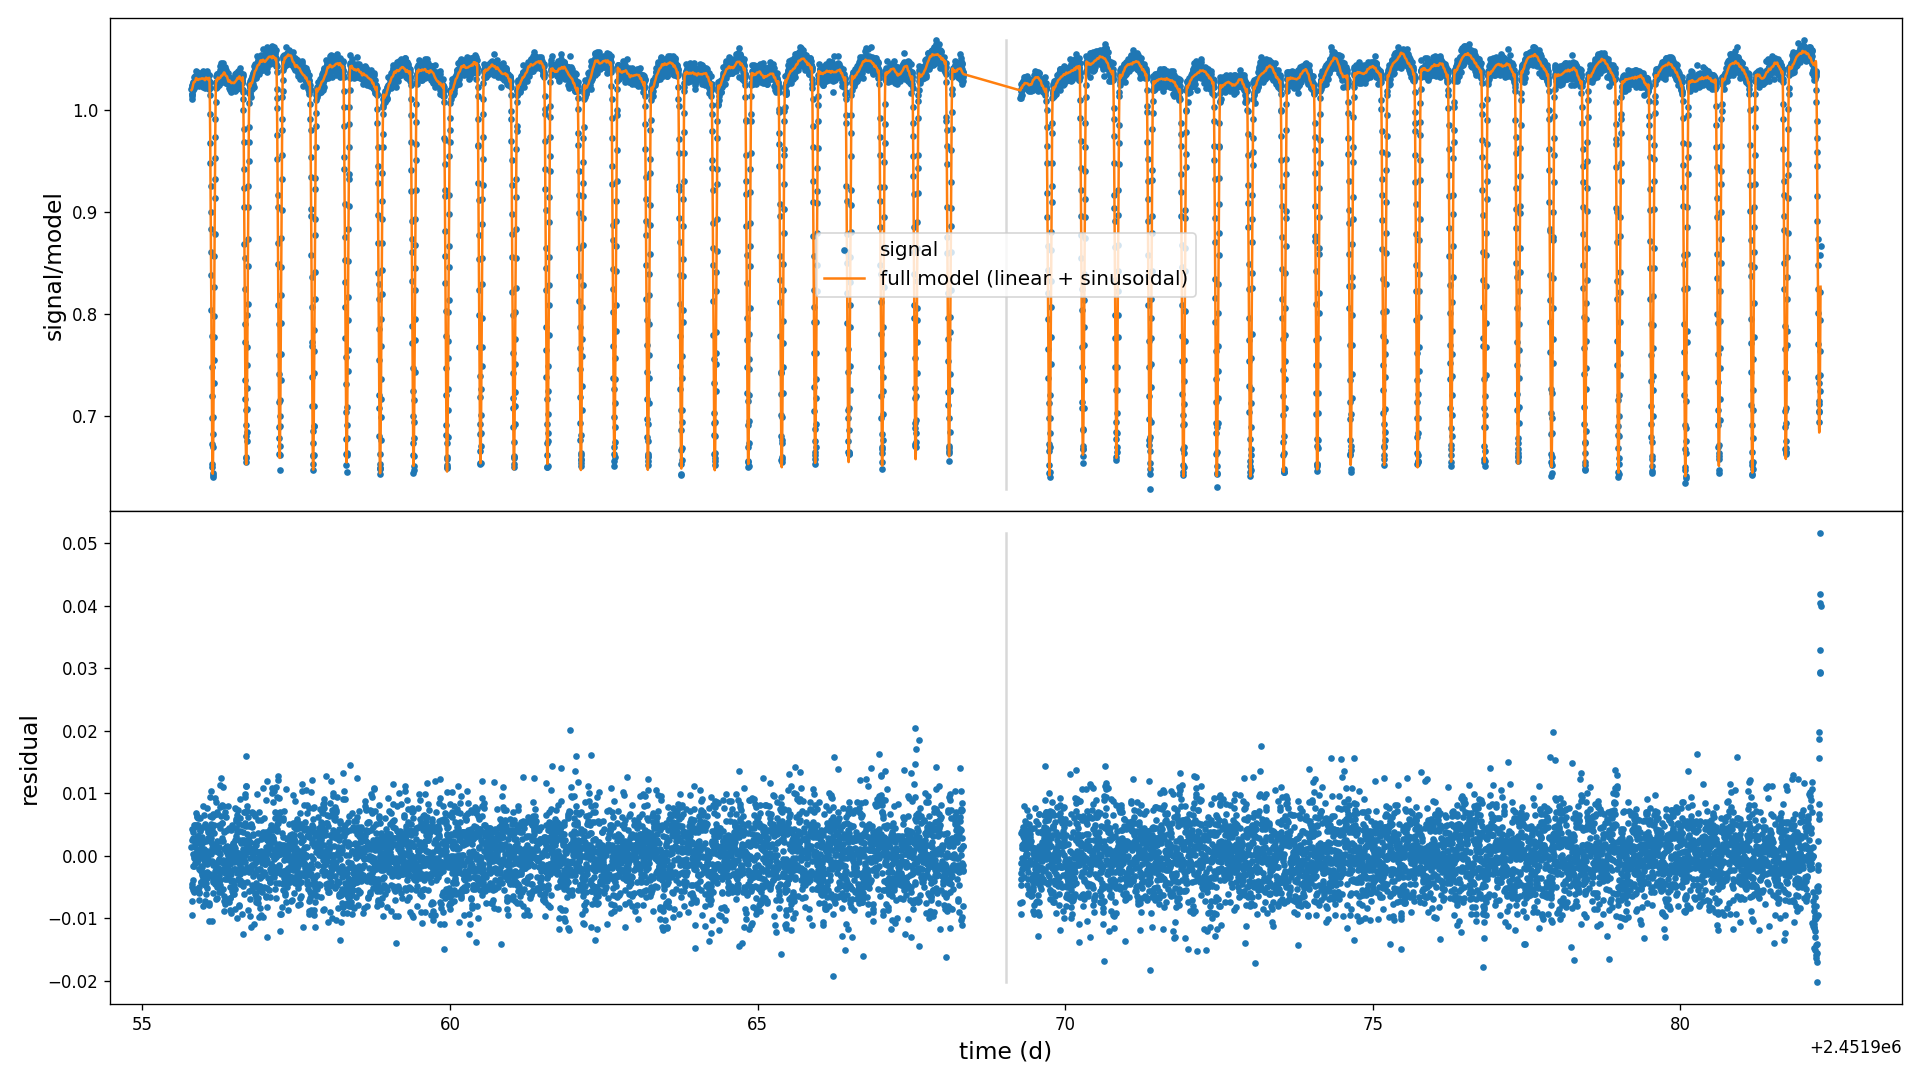 1.0
0.9
0.8
0.7
signal/model
signal
full model (linear + sinusoidal)
0.05
0.04
0.03
0.02
0.01
0.00
−0.01
−0.02
residual
55 60 65 70 75 80
time (d)
+2.4519e6